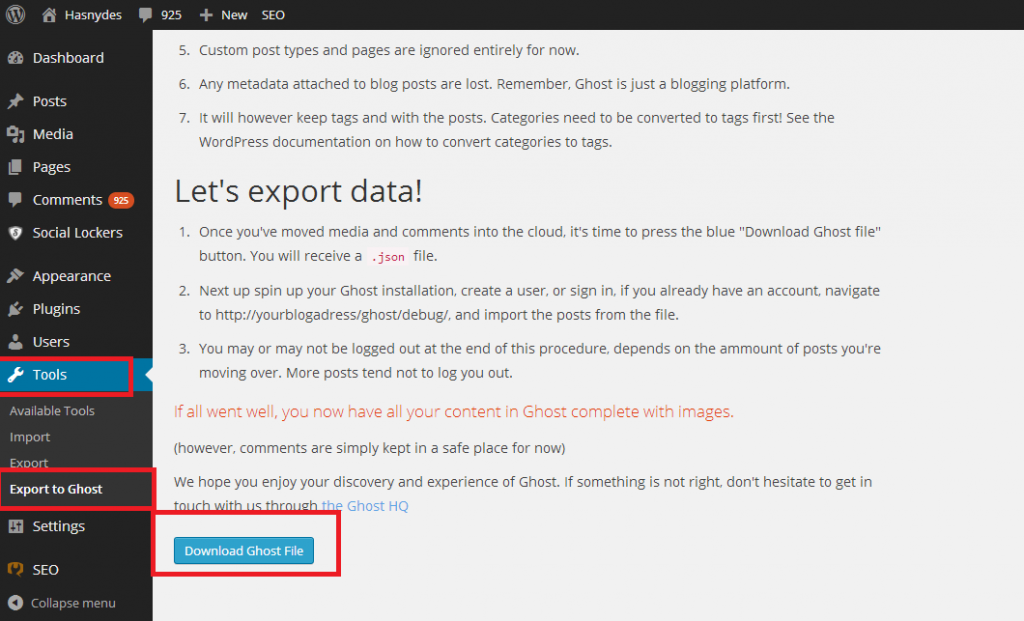 Hasnydes 925 New SEO
Dashboard
Posts
Media
Pages
Comments 925
Social Lockers
Appearance
Plugins
Users
Tools
Available Tools
Import
Export
Export to Ghost
Settings
SEO
Collapse menu
5. Custom post types and pages are ignored entirely for now.
6. Any metadata attached to blog posts are lost. Remember, Ghost is just a blogging platform.
7. It will however keep tags and with the posts. Categories need to be converted to tags first! See the
WordPress documentation on how to convert categories to tags.
Let's export data!
1. Once you've moved media and comments into the cloud, it's time to press the blue "Download Ghost file"
button. You will receive a .json file.
2. Next up spin up your Ghost installation, create a user, or sign in, if you already have an account, navigate
to http://yourblogadress/ghost/debug/, and import the posts from the file.
3. You may or may not be logged out at the end of this procedure, depends on the ammount of posts you're
moving over. More posts tend not to log you out.
If all went well, you now have all your content in Ghost complete with images.
(however, comments are simply kept in a safe place for now)
We hope you enjoy your discovery and experience of Ghost. If something is not right, don't hesitate to get in
touch with us through the Ghost HQ
Download Ghost File